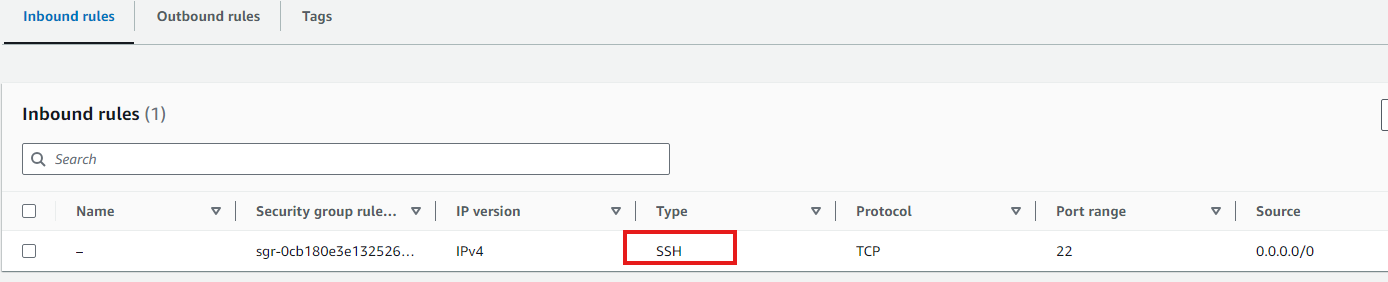 Inbound rules Outbound rules Tags
Inbound rules (1)
Search
Name Security group rule... IP version Type Protocol Port range Source
– sgr-0cb180e3e132526... IPv4 SSH TCP 22 0.0.0.0/0